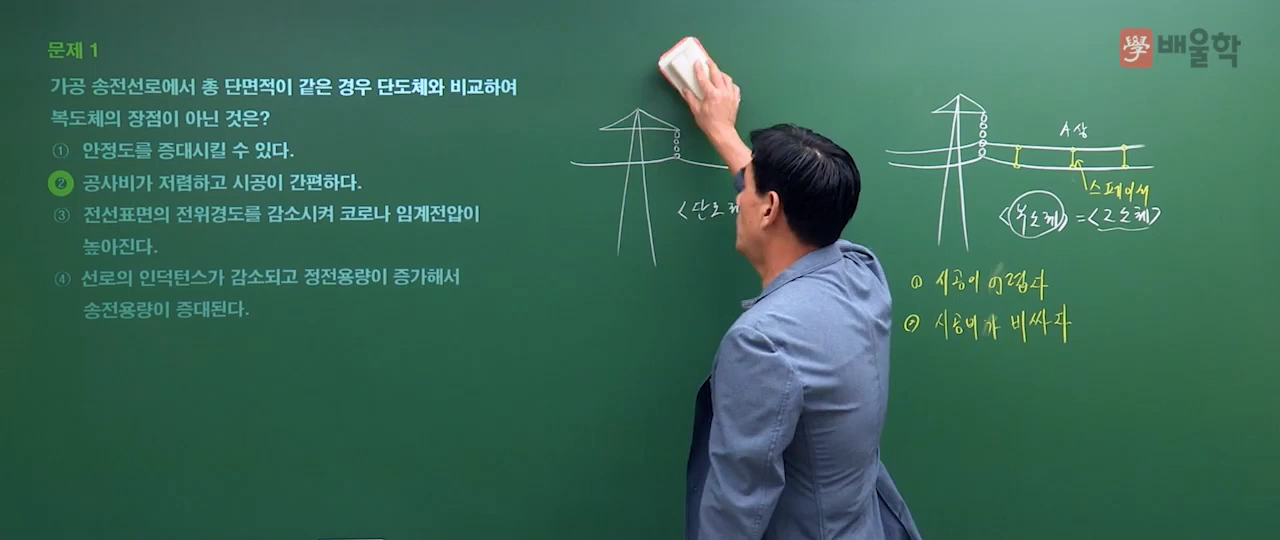 문제 1
가공 송전선로에서 총 단면적이 같은 경우 단도체와 비교하여
복도체의 장점이 아닌 것은?
① 안정도를 증대시킬 수 있다.
② 공사비가 저렴하고 시공이 간편하다.
③ 전선표면의 전위경도를 감소시켜 코로나 임계전압이
높아진다.
④ 선로의 인덕턴스가 감소되고 정전용량이 증가해서
송전용량이 증대된다.
<단도체
學 배울학
A상
스페이서
<복도체> = <2도체>
① 시공이 어렵다
② 시공비가 비싸다